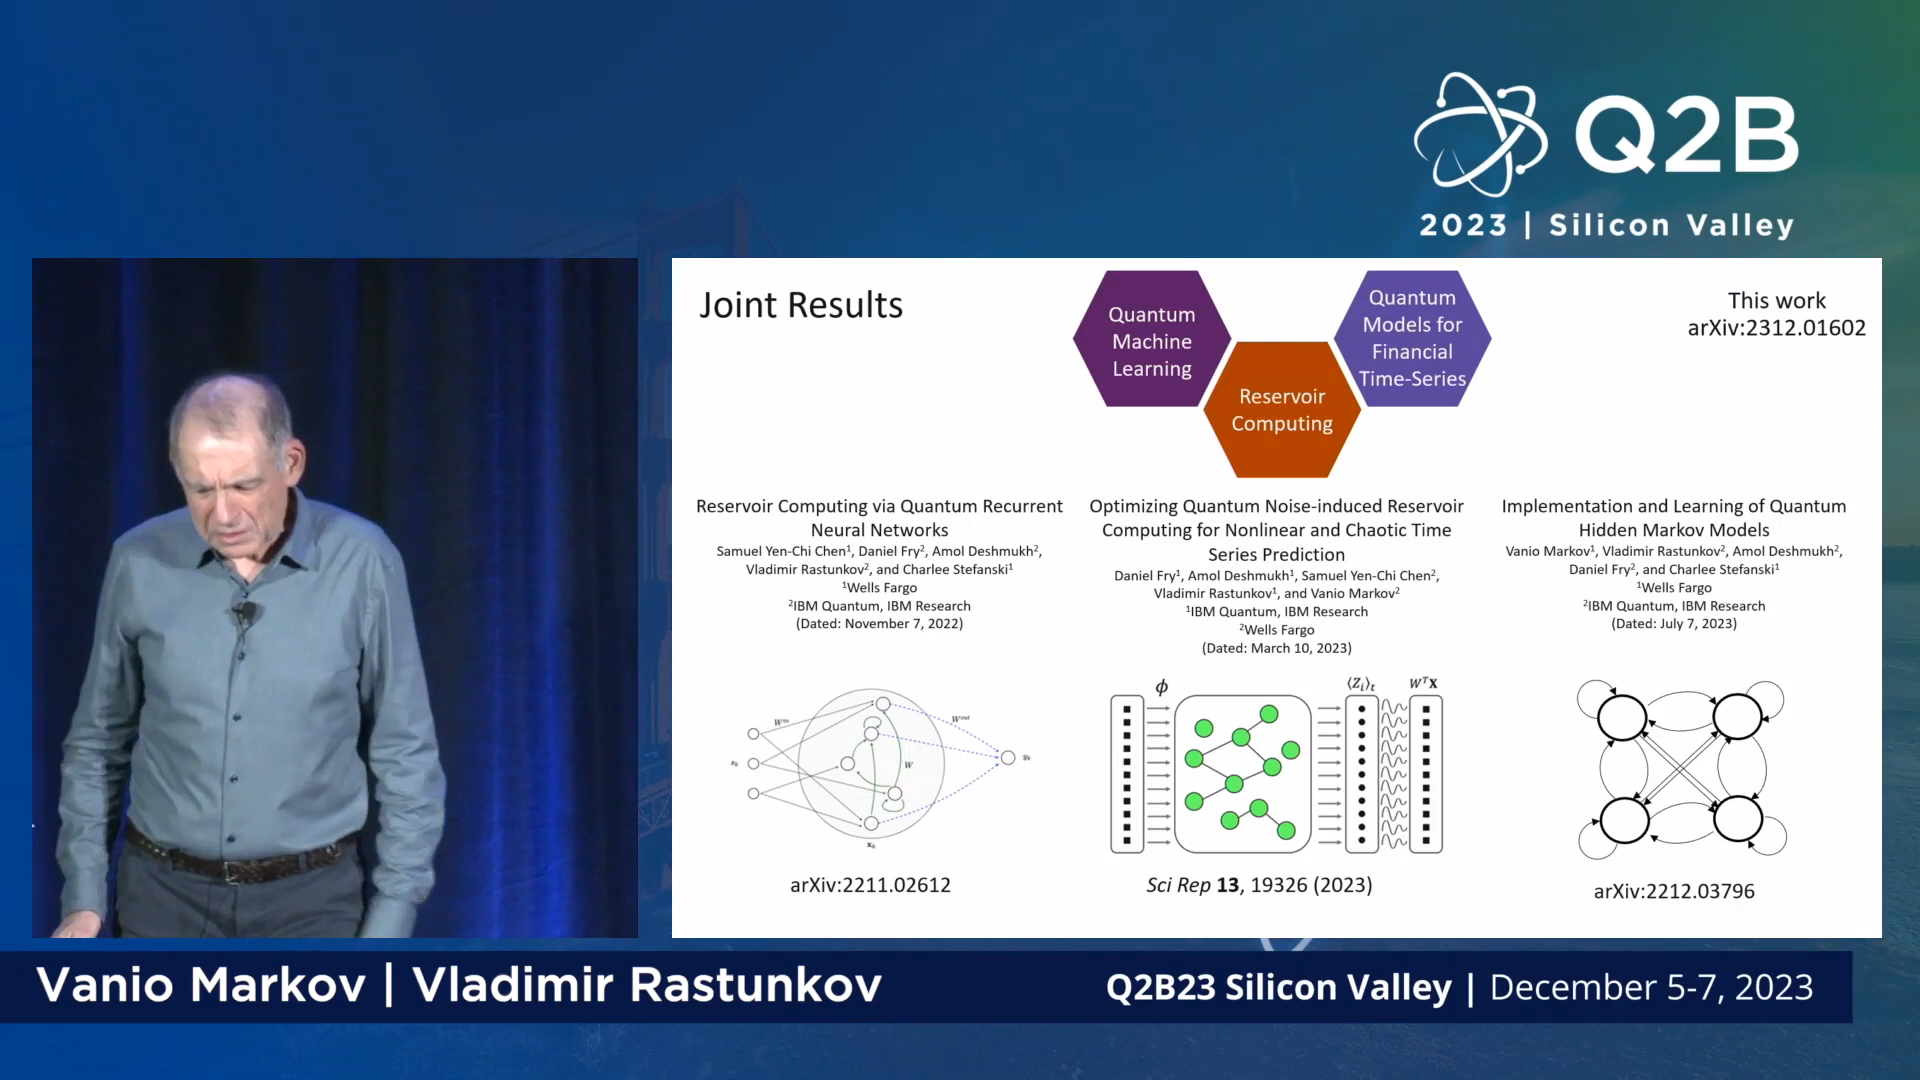 Q2B
2023 | Silicon Valley
Joint Results
Quantum
Machine
Learning
Reservoir
Computing
Quantum
Models for
Financial
Time-Series
This work
arXiv:2312.01602
Reservoir Computing via Quantum Recurrent
Neural Networks
Samuel Yen-Chi Chen¹, Daniel Fry², Amol Deshmukh²,
Vladimir Rastunkov², and Charlee Stefanski¹
¹Wells Fargo
²IBM Quantum, IBM Research
(Dated: November 7, 2022)
Wⁱⁿ
Wᵒᵘᵗ
W
sₖ
yₖ
xₖ
arXiv:2211.02612
Optimizing Quantum Noise-induced Reservoir
Computing for Nonlinear and Chaotic Time
Series Prediction
Daniel Fry¹, Amol Deshmukh¹, Samuel Yen-Chi Chen²,
Vladimir Rastunkov¹, and Vanio Markov²
¹IBM Quantum, IBM Research
²Wells Fargo
(Dated: March 10, 2023)
ϕ ⟨Zᵢ⟩ₜ WᵀX
Sci Rep 13, 19326 (2023)
Implementation and Learning of Quantum
Hidden Markov Models
Vanio Markov¹, Vladimir Rastunkov², Amol Deshmukh²,
Daniel Fry², and Charlee Stefanski¹
¹Wells Fargo
²IBM Quantum, IBM Research
(Dated: July 7, 2023)
arXiv:2212.03796
Vanio Markov | Vladimir Rastunkov
Q2B23 Silicon Valley | December 5-7, 2023